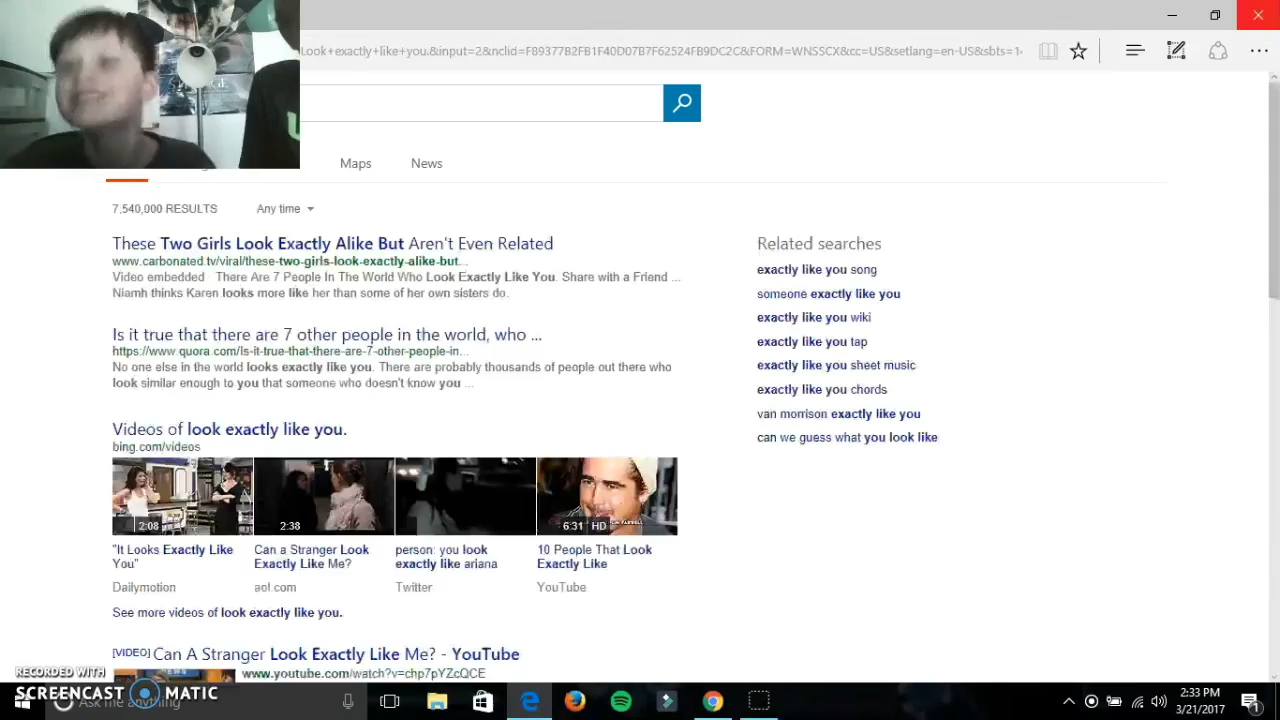 Look+exactly+like+you.&input=2&nclid=F89377B2FB1F40D07B7F62524FB9DC2C&FORM=WNSSCX&cc=US&setlang=en-US&sbts=1
Maps News
7,540,000 RESULTS Any time
These Two Girls Look Exactly Alike But Aren't Even Related
www.carbonated.tv/viral/these-two-girls-look-exactly-alike-but...
Video embedded There Are 7 People In The World Who Look Exactly Like You. Share with a Friend ...
Niamh thinks Karen looks more like her than some of her own sisters do.
Is it true that there are 7 other people in the world, who ...
https://www.quora.com/Is-it-true-that-there-are-7-other-people-in...
No one else in the world looks exactly like you. There are probably thousands of people out there who
look similar enough to you that someone who doesn't know you ...
Videos of look exactly like you.
bing.com/videos
2:08 2:38 6:31 HD
"It Looks Exactly Like You"
Dailymotion
Can a Stranger Look Exactly Like Me?
aol.com
person: you look exactly like ariana
Twitter
10 People That Look Exactly Like
YouTube
See more videos of look exactly like you.
[VIDEO] Can A Stranger Look Exactly Like Me? - YouTube
www.youtube.com/watch?v=chp7pYZcQCE
Related searches
exactly like you song
someone exactly like you
exactly like you wiki
exactly like you tap
exactly like you sheet music
exactly like you chords
van morrison exactly like you
can we guess what you look like
RECORDED WITH
SCREENCAST MATIC
Ask me anything
2:33 PM
3/21/2017
1